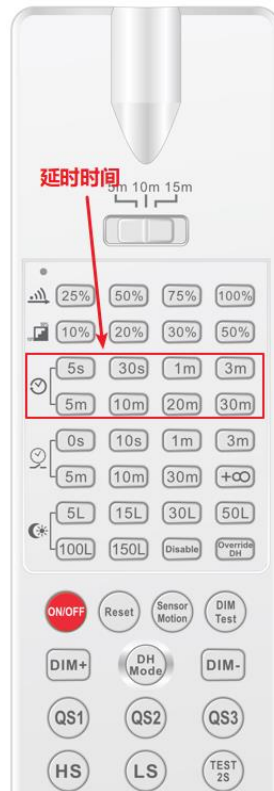 延时时间
5m 10m 15m
25% 50% 75% 100%
10% 20% 30% 50%
5s 30s 1m 3m
5m 10m 20m 30m
0s 10s 1m 3m
5m 10m 30m +∞
5L 15L 30L 50L
100L 150L Disable Override DH
ON/OFF Reset Sensor Motion DIM Test
DIM+ DH Mode DIM-
QS1 QS2 QS3
HS LS TEST 2S